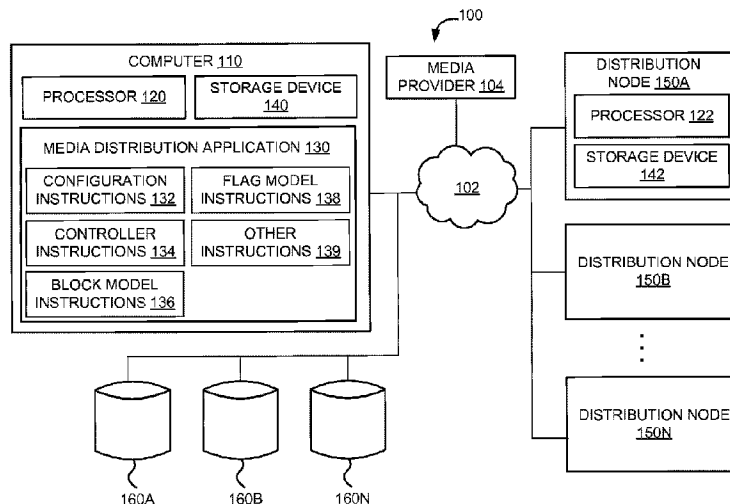 100
COMPUTER 110
PROCESSOR 120
STORAGE DEVICE
140
MEDIA DISTRIBUTION APPLICATION 130
CONFIGURATION
INSTRUCTIONS 132
FLAG MODEL
INSTRUCTIONS 138
CONTROLLER
INSTRUCTIONS 134
OTHER
INSTRUCTIONS 139
BLOCK MODEL
INSTRUCTIONS 136
MEDIA
PROVIDER 104
102
DISTRIBUTION
NODE 150A
PROCESSOR 122
STORAGE
DEVICE 142
DISTRIBUTION NODE
150B
DISTRIBUTION NODE
150N
160A
160B
160N